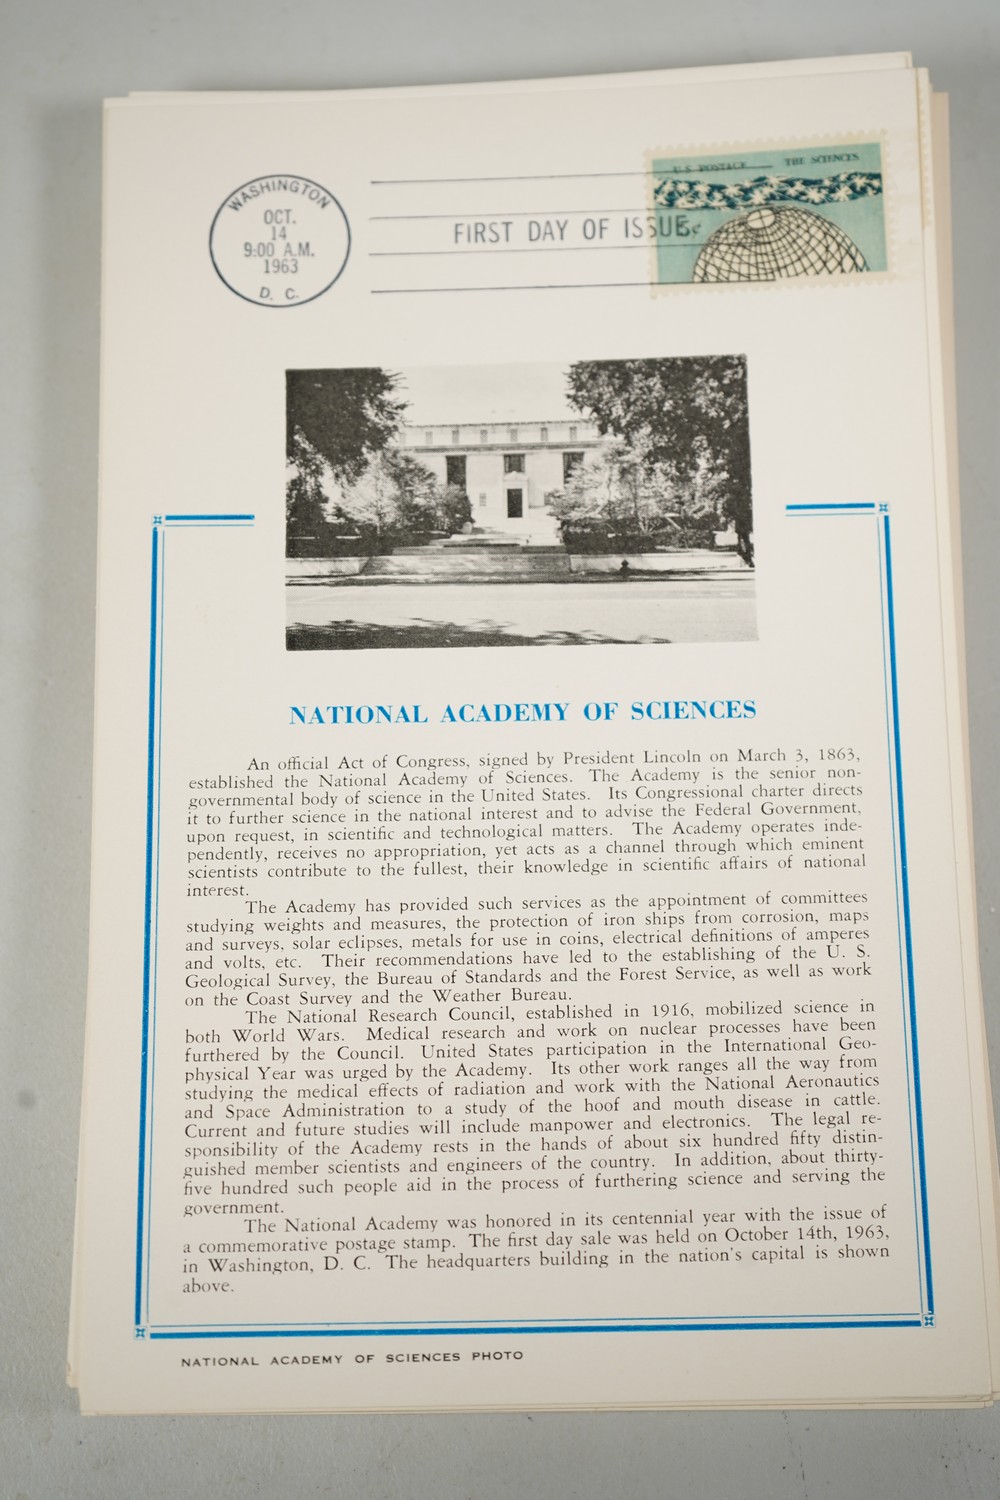 WASHINGTON
OCT.
14
9:00 A.M.
1963
D. C.
FIRST DAY OF ISSUE
U.S. POSTAGE THE SCIENCES
5¢
NATIONAL ACADEMY OF SCIENCES
An official Act of Congress, signed by President Lincoln on March 3, 1863,
established the National Academy of Sciences. The Academy is the senior non-
governmental body of science in the United States. Its Congressional charter directs
it to further science in the national interest and to advise the Federal Government,
upon request, in scientific and technological matters. The Academy operates inde-
pendently, receives no appropriation, yet acts as a channel through which eminent
scientists contribute to the fullest, their knowledge in scientific affairs of national
interest.
The Academy has provided such services as the appointment of committees
studying weights and measures, the protection of iron ships from corrosion, maps
and surveys, solar eclipses, metals for use in coins, electrical definitions of amperes
and volts, etc. Their recommendations have led to the establishing of the U. S.
Geological Survey, the Bureau of Standards and the Forest Service, as well as work
on the Coast Survey and the Weather Bureau.
The National Research Council, established in 1916, mobilized science in
both World Wars. Medical research and work on nuclear processes have been
furthered by the Council. United States participation in the International Geo-
physical Year was urged by the Academy. Its other work ranges all the way from
studying the medical effects of radiation and work with the National Aeronautics
and Space Administration to a study of the hoof and mouth disease in cattle.
Current and future studies will include manpower and electronics. The legal re-
sponsibility of the Academy rests in the hands of about six hundred fifty distin-
guished member scientists and engineers of the country. In addition, about thirty-
five hundred such people aid in the process of furthering science and serving the
government.
The National Academy was honored in its centennial year with the issue of
a commemorative postage stamp. The first day sale was held on October 14th, 1963,
in Washington, D. C. The headquarters building in the nation's capital is shown
above.
NATIONAL ACADEMY OF SCIENCES PHOTO